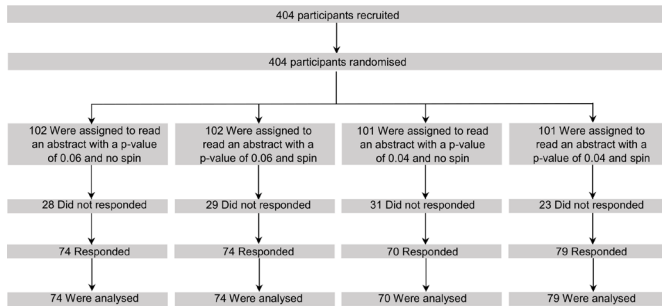 404 participants recruited
404 participants randomised
102 Were assigned to read
an abstract with a p-value
of 0.06 and no spin
102 Were assigned to
read an abstract with a
p-value of 0.06 and spin
101 Were assigned to read
an abstract with a p-value
of 0.04 and no spin
101 Were assigned to
read an abstract with a
p-value of 0.04 and spin
28 Did not responded
29 Did not responded
31 Did not responded
23 Did not responded
74 Responded
74 Responded
70 Responded
79 Responded
74 Were analysed
74 Were analysed
70 Were analysed
79 Were analysed